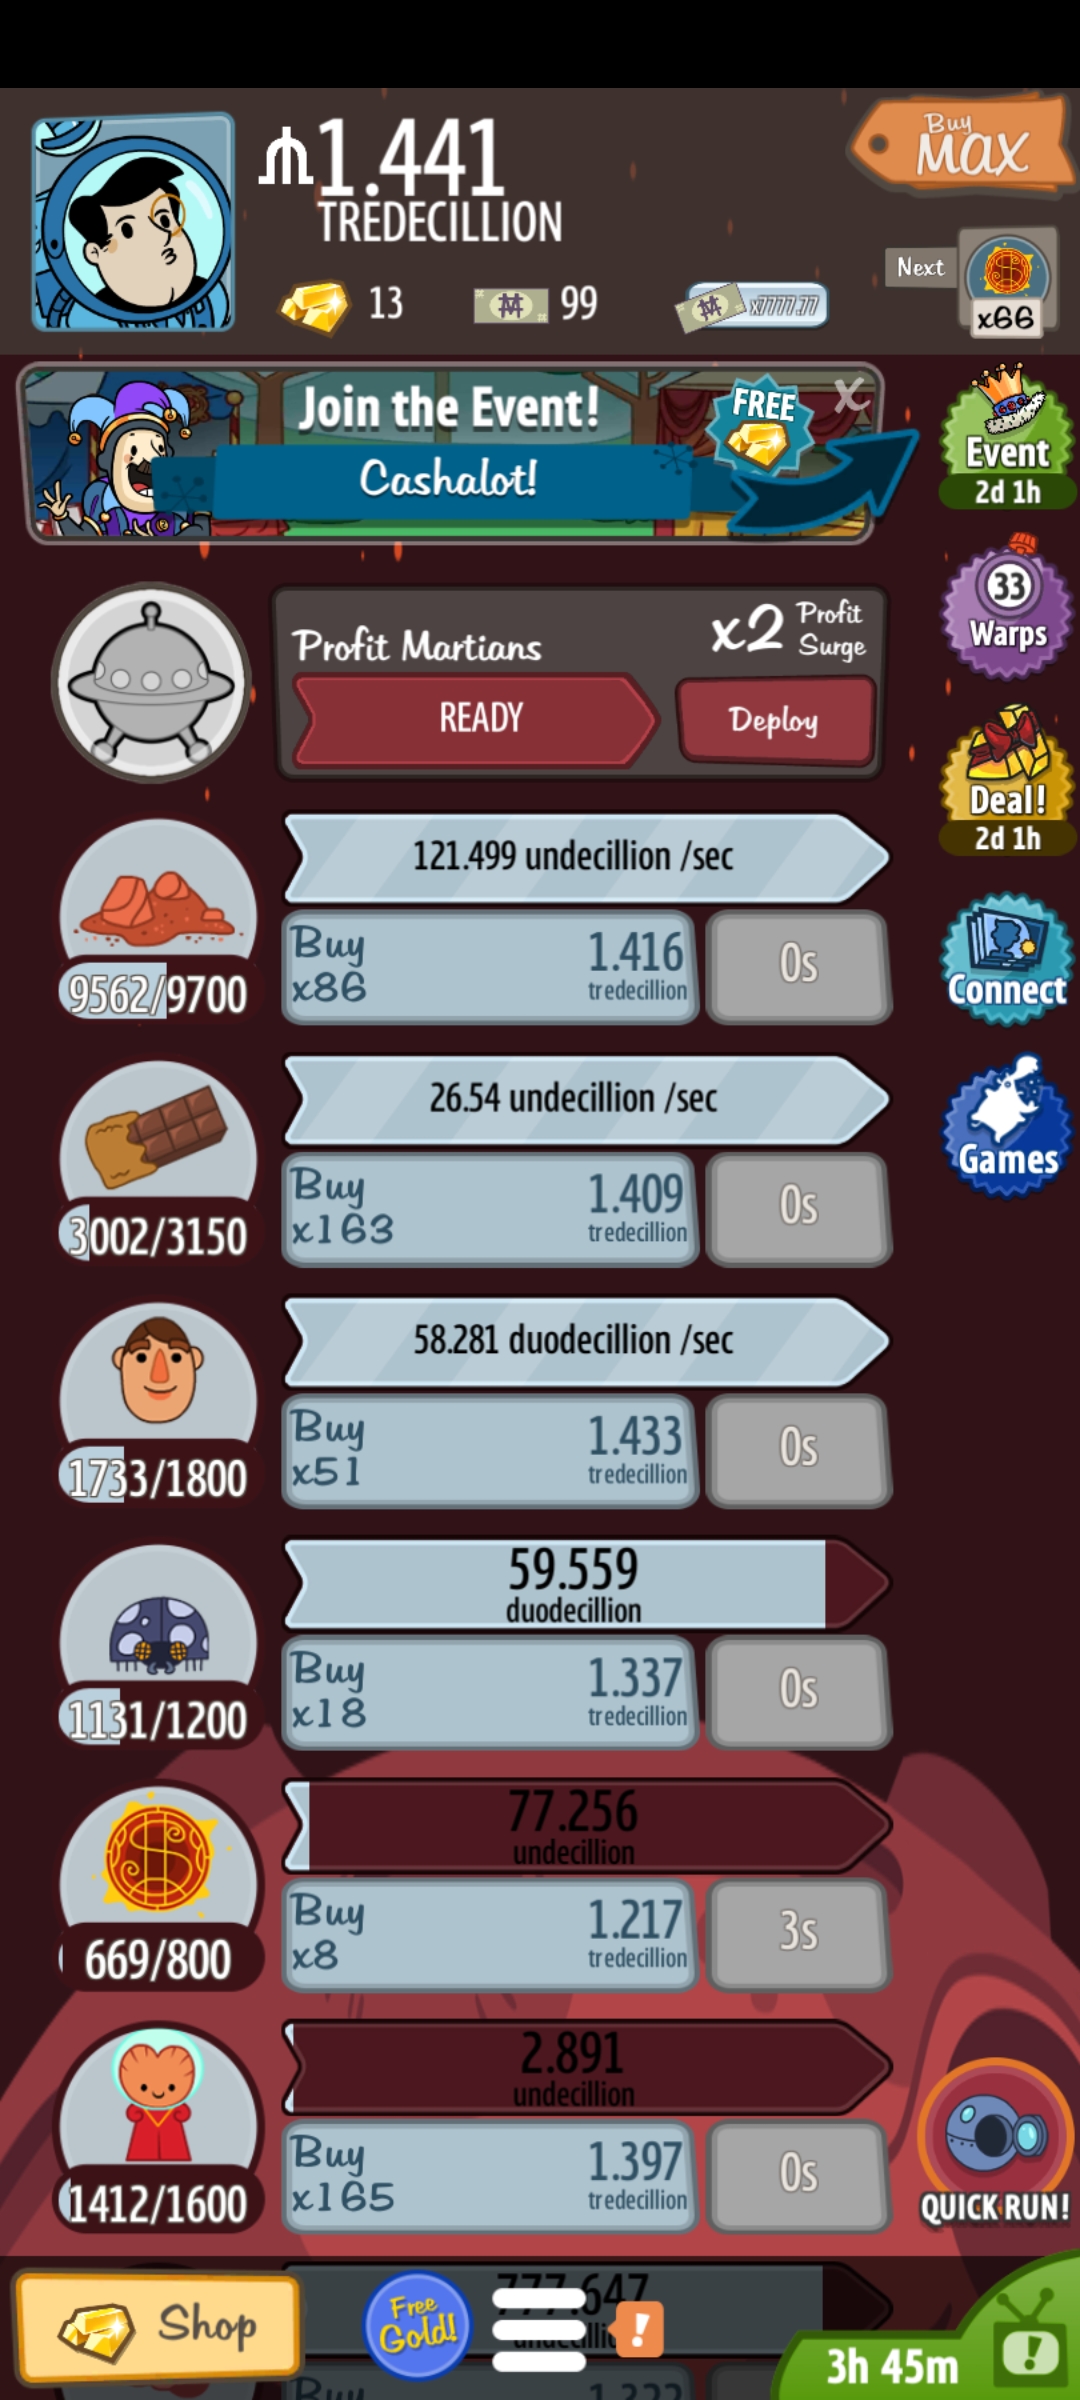 1.441
TREDECILLION
Buy
MAX
13
99
x7777.77
Next
x66
Join the Event!
FREE
X
Cashalot!
Event
2d 1h
33
Warps
Profit Martians
x2 Profit
Surge
READY
Deploy
Deal!
2d 1h
121.499 undecillion /sec
9562/9700
Buy
x86
1.416
tredecillion
0s
Connect
26.54 undecillion /sec
3002/3150
Buy
x163
1.409
tredecillion
0s
Games
58.281 duodecillion /sec
1733/1800
Buy
x51
1.433
tredecillion
0s
59.559
duodecillion
1131/1200
Buy
x18
1.337
tredecillion
0s
77.256
undecillion
669/800
Buy
x8
1.217
tredecillion
3s
2.891
undecillion
1412/1600
Buy
x165
1.397
tredecillion
0s
QUICK RUN!
777.647
Shop
Free
Gold!
!
3h 45m
!
Buy